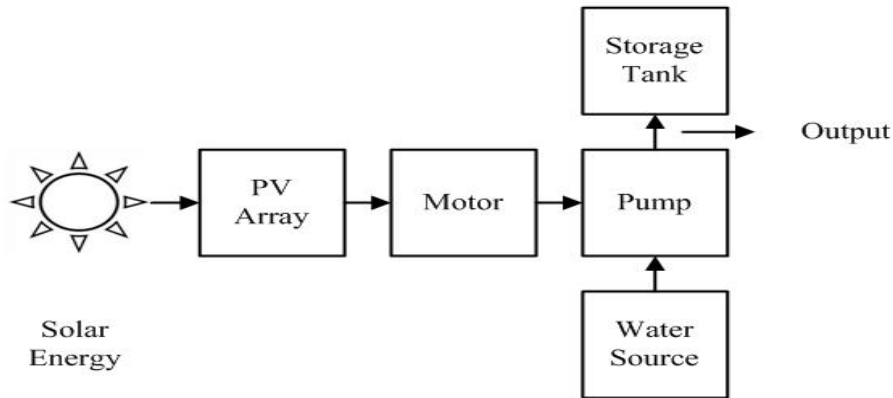 Storage
Tank
Output
PV
Array
Motor
Pump
Solar
Energy
Water
Source